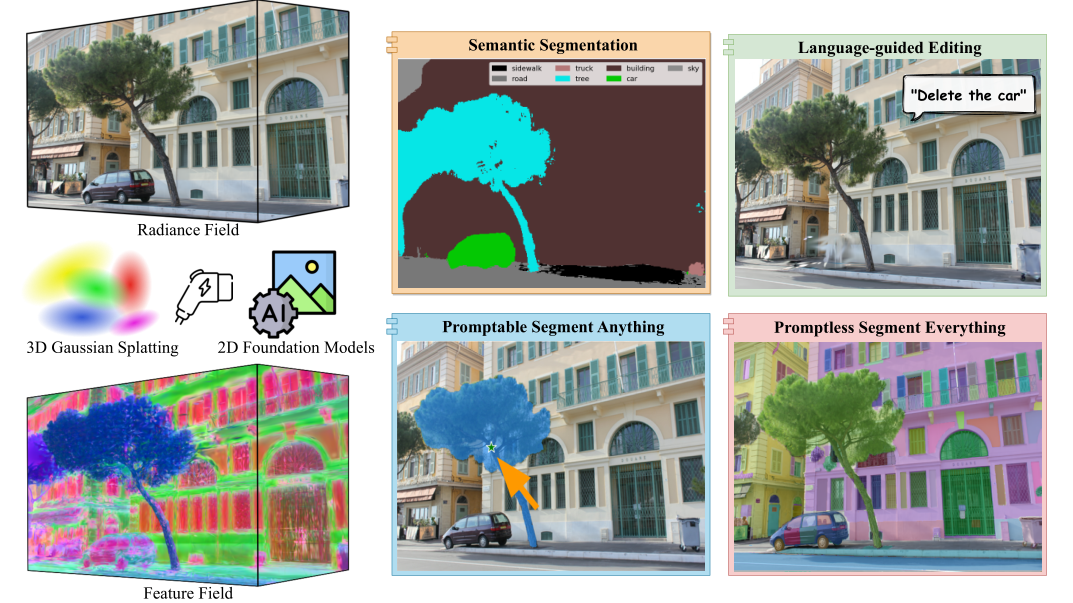 Radiance Field
3D Gaussian Splatting
2D Foundation Models
AI
Feature Field
Semantic Segmentation
sidewalk truck building sky
road tree car
Language-guided Editing
"Delete the car"
Promptable Segment Anything
Promptless Segment Everything